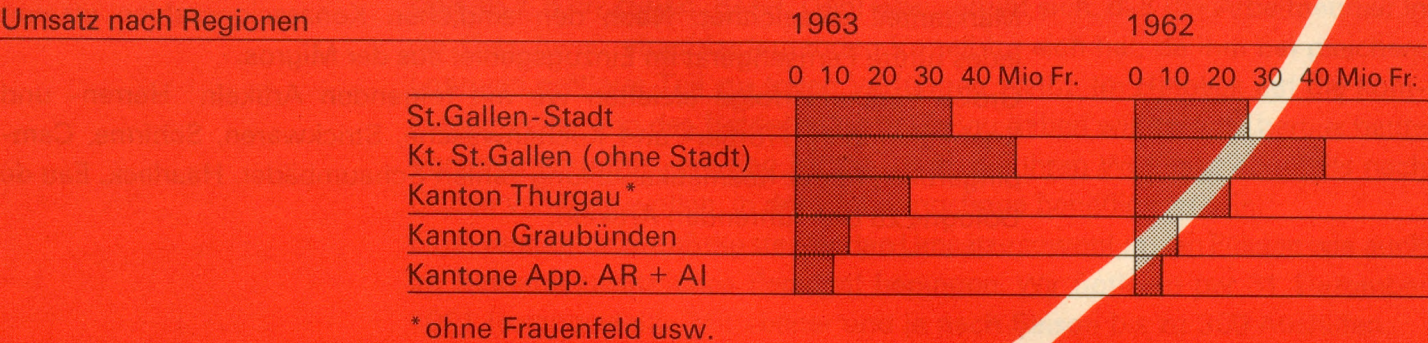 Umsatz nach Regionen 1963 1962
0 10 20 30 40 Mio Fr. 0 10 20 30 40 Mio Fr.
St.Gallen-Stadt
Kt. St.Gallen (ohne Stadt)
Kanton Thurgau*
Kanton Graubünden
Kantone App. AR + AI
*ohne Frauenfeld usw.